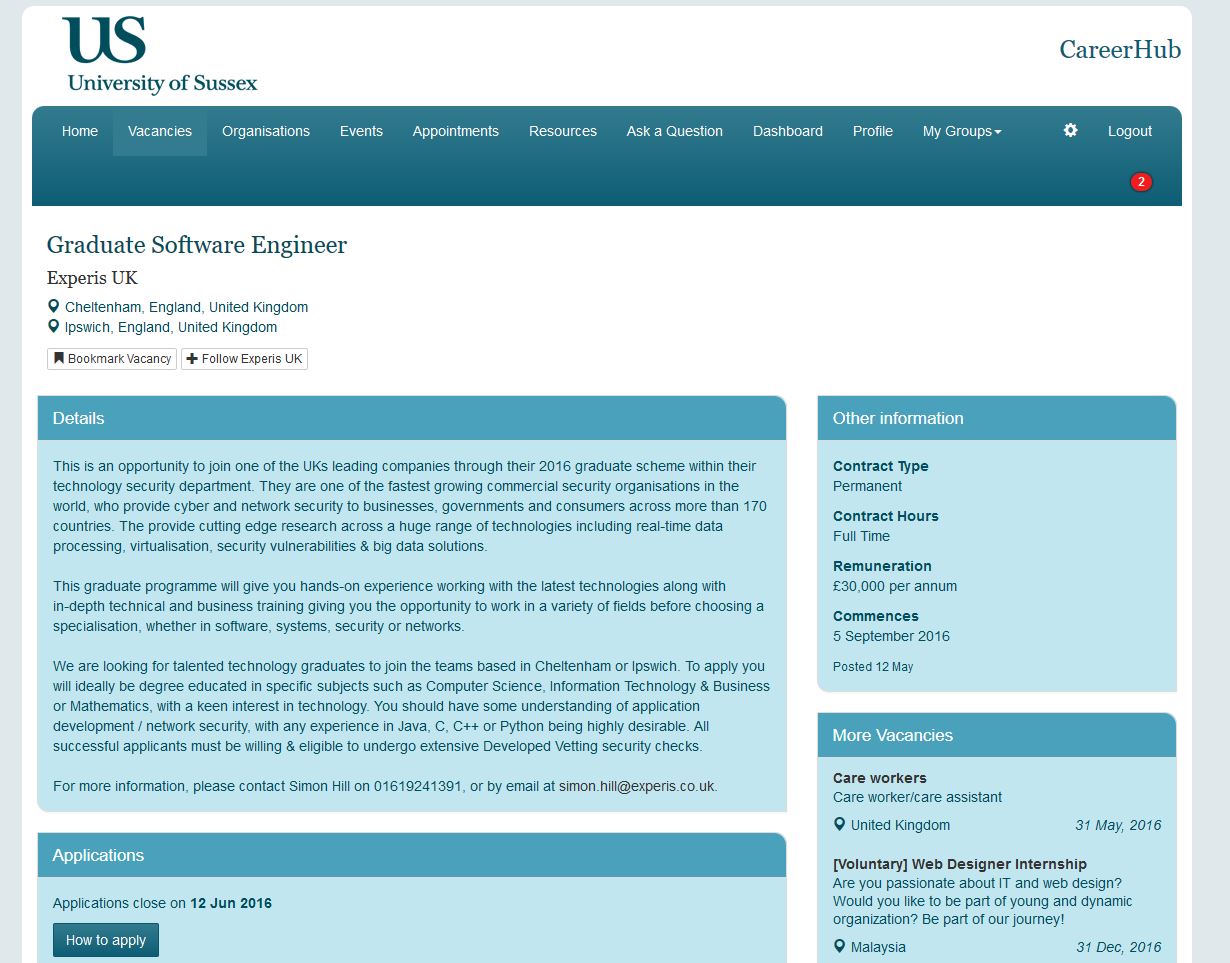 US
University of Sussex
CareerHub
Home Vacancies Organisations Events Appointments Resources Ask a Question Dashboard Profile My Groups Logout
2
Graduate Software Engineer
Experis UK
Cheltenham, England, United Kingdom
Ipswich, England, United Kingdom
Bookmark Vacancy Follow Experis UK
Details
This is an opportunity to join one of the UKs leading companies through their 2016 graduate scheme within their
technology security department. They are one of the fastest growing commercial security organisations in the
world, who provide cyber and network security to businesses, governments and consumers across more than 170
countries. The provide cutting edge research across a huge range of technologies including real-time data
processing, virtualisation, security vulnerabilities & big data solutions.
This graduate programme will give you hands-on experience working with the latest technologies along with
in-depth technical and business training giving you the opportunity to work in a variety of fields before choosing a
specialisation, whether in software, systems, security or networks.
We are looking for talented technology graduates to join the teams based in Cheltenham or Ipswich. To apply you
will ideally be degree educated in specific subjects such as Computer Science, Information Technology & Business
or Mathematics, with a keen interest in technology. You should have some understanding of application
development / network security, with any experience in Java, C, C++ or Python being highly desirable. All
successful applicants must be willing & eligible to undergo extensive Developed Vetting security checks.
For more information, please contact Simon Hill on 01619241391, or by email at simon.hill@experis.co.uk.
Applications
Applications close on 12 Jun 2016
How to apply
Other information
Contract Type
Permanent
Contract Hours
Full Time
Remuneration
£30,000 per annum
Commences
5 September 2016
Posted 12 May
More Vacancies
Care workers
Care worker/care assistant
United Kingdom 31 May, 2016
[Voluntary] Web Designer Internship
Are you passionate about IT and web design?
Would you like to be part of young and dynamic
organization? Be part of our journey!
Malaysia 31 Dec, 2016